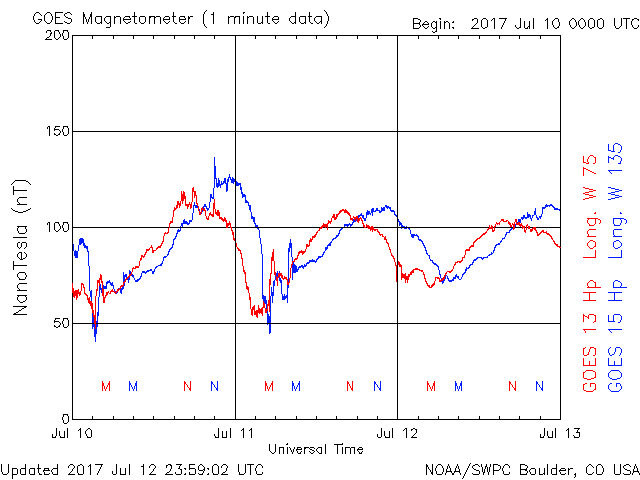 GOES Magnetometer (1 minute data)
Begin: 2017 Jul 10 0000 UTC
200
150
100
50
0
NanoTesla (nT)
M M N N M M N N M M N N
Jul 10 Jul 11 Jul 12 Jul 13
Universal Time
GOES 13 Hp Long. W 75
GOES 15 Hp Long. W 135
Updated 2017 Jul 12 23:59:02 UTC
NOAA/SWPC Boulder, CO USA